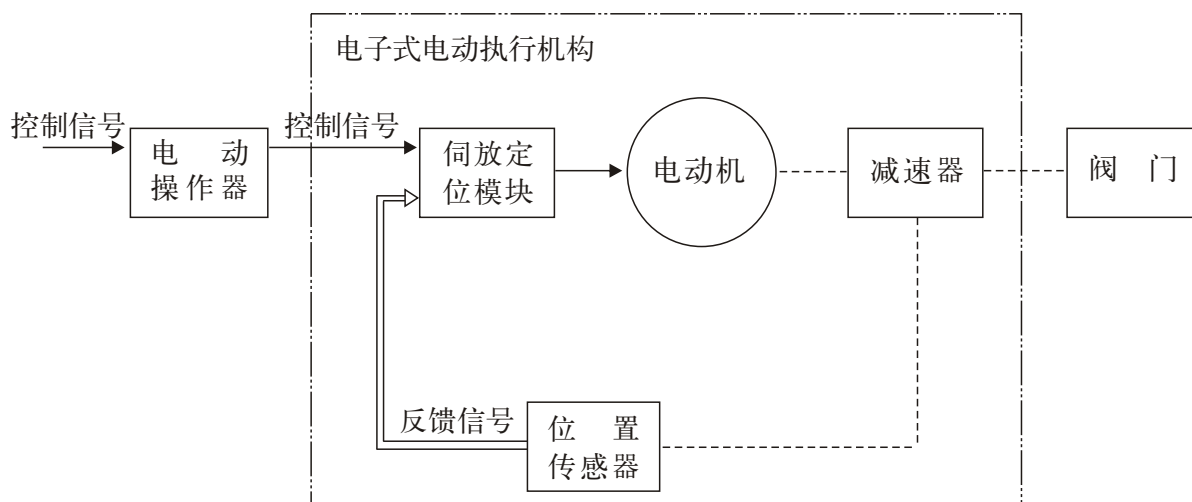 电子式电动执行机构
控制信号
电 动
操作器
控制信号
伺放定
位模块
电动机
减速器
阀 门
反馈信号
位 置
传感器